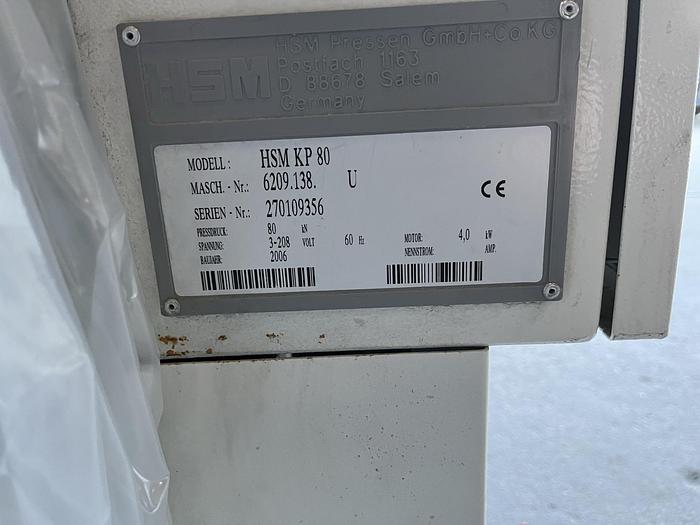 HSM
HSM Pressen GmbH+Co KG
Postfach 1163
D 88678 Salem
Germany
MODELL: HSM KP 80
MASCH. - Nr.: 6209.138. U
SERIEN - Nr.: 270109356
PRESSDRUCK: 80 kN
SPANNUNG: 3-208 VOLT 60 Hz MOTOR: 4,0 kW
BAUJAHR: 2006 NENNSTROM: AMP.
CE